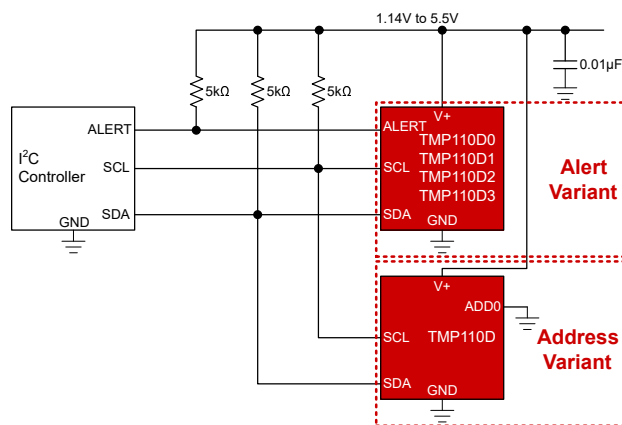 1.14V to 5.5V
0.01µF
5kΩ
5kΩ
5kΩ
I²C
Controller
ALERT
SCL
SDA
GND
V+
ALERT
SCL
SDA
GND
TMP110D0
TMP110D1
TMP110D2
TMP110D3
Alert
Variant
V+
ADD0
SCL
TMP110D
SDA
GND
Address
Variant